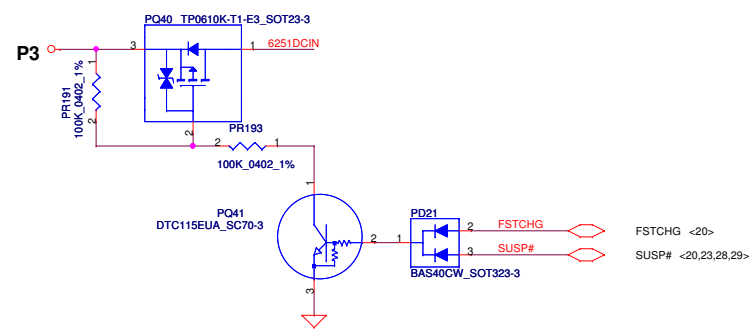 PQ40 TP0610K-T1-E3_SOT23-3
P3
3
1
6251DCIN
1
PR191
100K_0402_1%
2
2
PR193
2
1
100K_0402_1%
1
PQ41
DTC115EUA_SC70-3
PD21
2
1
2
FSTCHG
FSTCHG <20>
3
SUSP#
SUSP# <20,23,28,29>
BAS40CW_SOT323-3
3